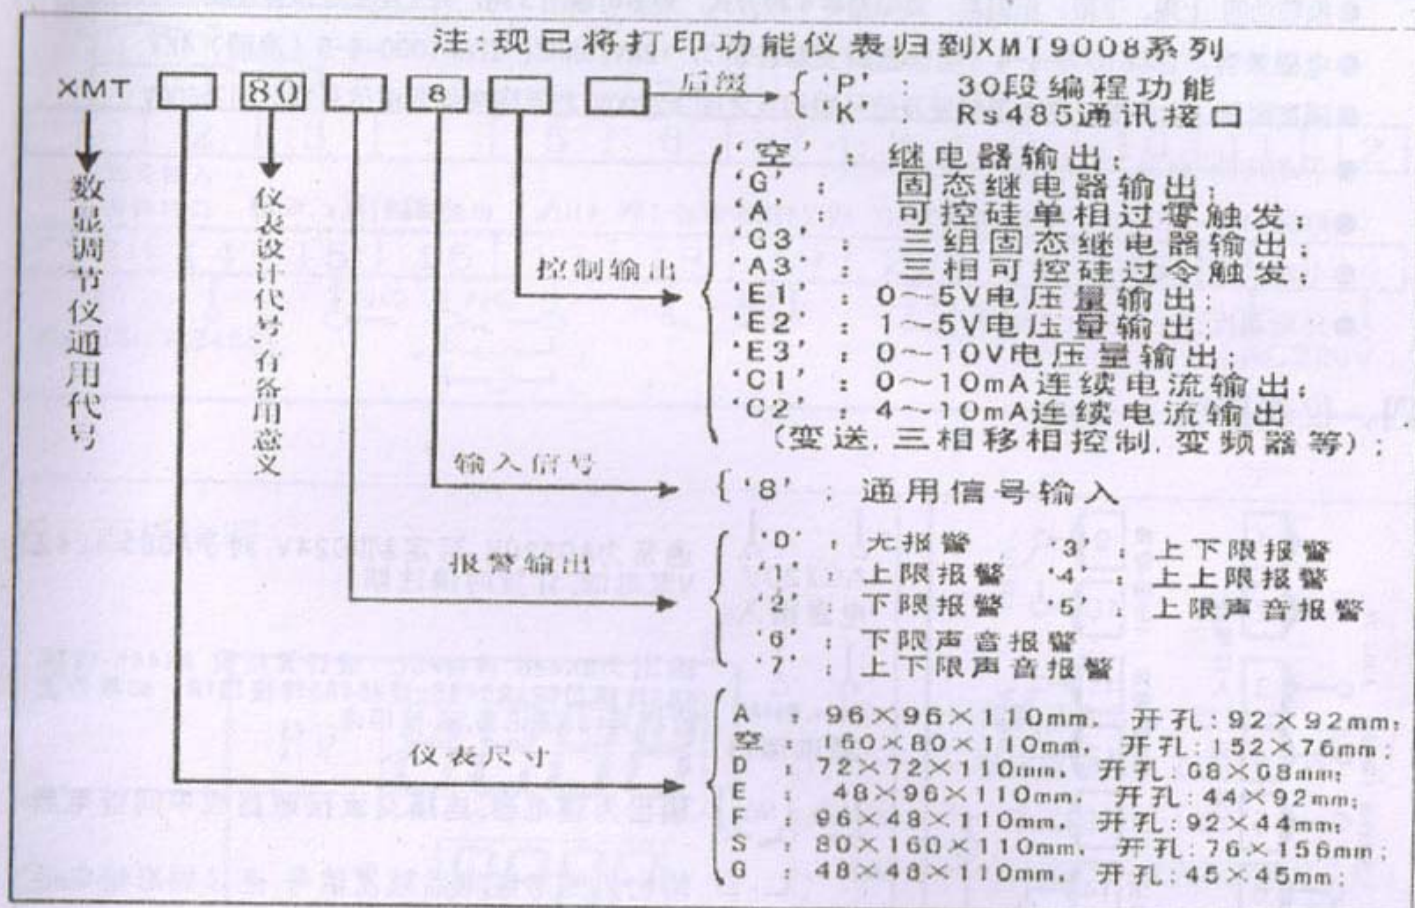 注:现已将打印功能仪表归到XMT9008系列
XMT 80 8 后缀
'P' : 30段编程功能
'K' : Rs485通讯接口
数显调节仪通用代号
仪表设计代号,有备用意义
控制输出
'空' : 继电器输出;
'G' : 固态继电器输出;
'A' : 可控硅单相过零触发;
'G3' : 三组固态继电器输出;
'A3' : 三相可控硅过令触发;
'E1' : 0～5V电压量输出;
'E2' : 1～5V电压量输出;
'E3' : 0～10V电压量输出;
'C1' : 0～10mA连续电流输出;
'C2' : 4～10mA连续电流输出
(变送,三相移相控制,变频器等);
输入信号
'8' : 通用信号输入
报警输出
'0' : 无报警 '3' : 上下限报警
'1' : 上限报警 '4' : 上上限报警
'2' : 下限报警 '5' : 上限声音报警
'6' : 下限声音报警
'7' : 上下限声音报警
仪表尺寸
A : 96×96×110mm, 开孔:92×92mm;
空 : 160×80×110mm, 开孔:152×76mm;
D : 72×72×110mm, 开孔:68×68mm;
E : 48×96×110mm, 开孔:44×92mm;
F : 96×48×110mm, 开孔:92×44mm;
S : 80×160×110mm, 开孔:76×156mm;
G : 48×48×110mm, 开孔:45×45mm;